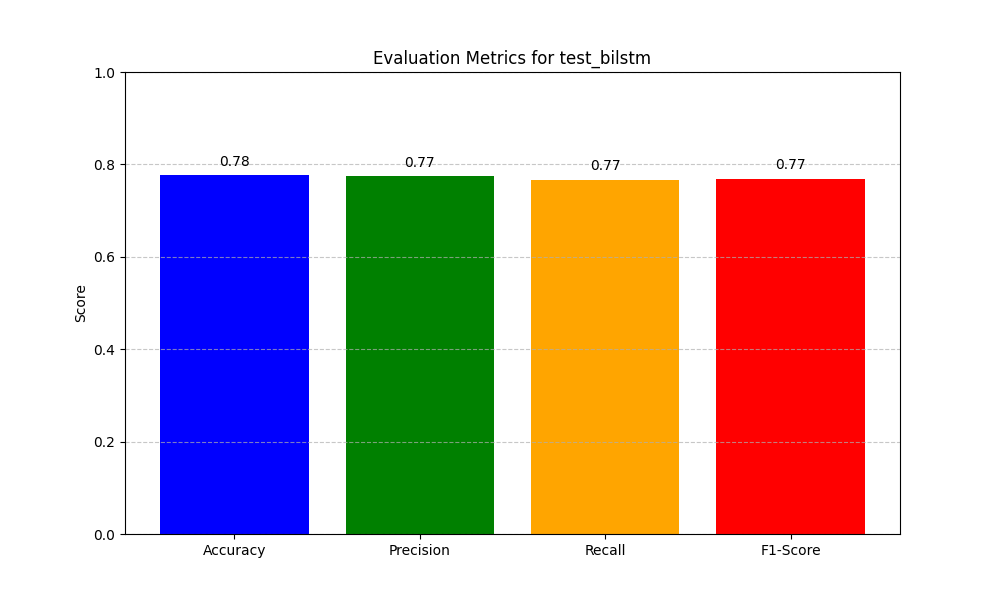 Evaluation Metrics for test_bilstm
1.0
0.8
0.6
0.4
0.2
0.0
Score
0.78
0.77
0.77
0.77
Accuracy
Precision
Recall
F1-Score